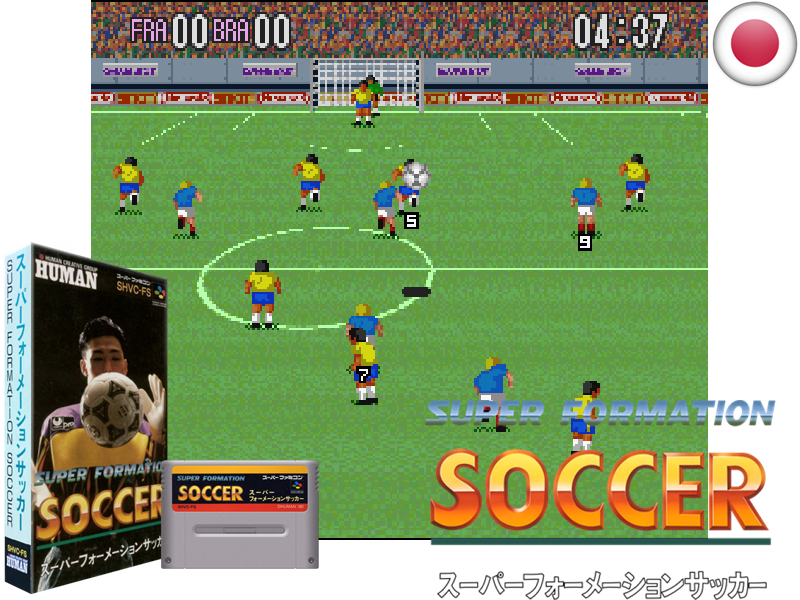 FRA 00 BRA 00 04:37
5
9
7
HUMAN CREATIVE GROUP
HUMAN
スーパーファミコン
SHVC-FS
スーパーフォーメーションサッカー
SUPER FORMATION SOCCER
SUPER FORMATION
SOCCER
スーパーフォーメーションサッカー
SHVC-FS
HUMAN
SUPER FORMATION
スーパーファミコン
SOCCER
スーパー
フォーメーションサッカー
SHVC-FS
SUPER FORMATION
SOCCER
スーパーフォーメーションサッカー